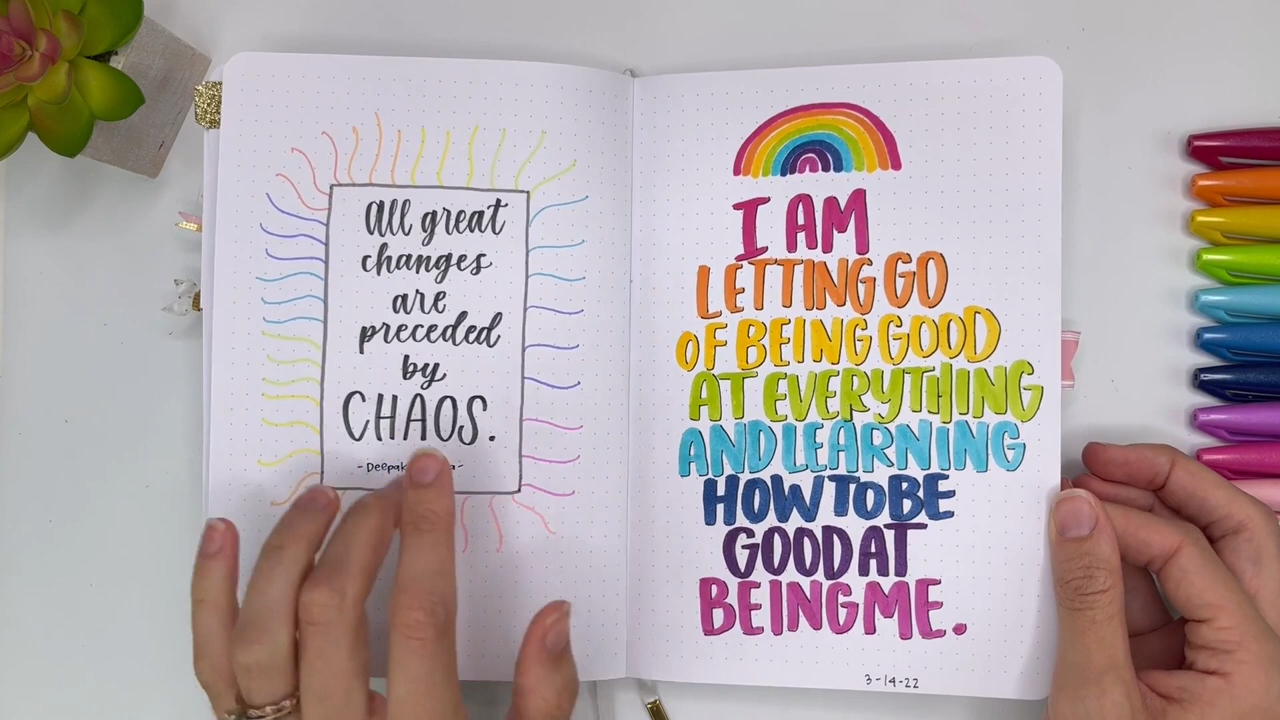 All great
changes
are
preceded
by
CHAOS.
I AM
LETTING GO
OF BEING GOOD
AT EVERYTHING
AND LEARNING
HOW TO BE
GOOD AT
BEING ME.
3-14-22